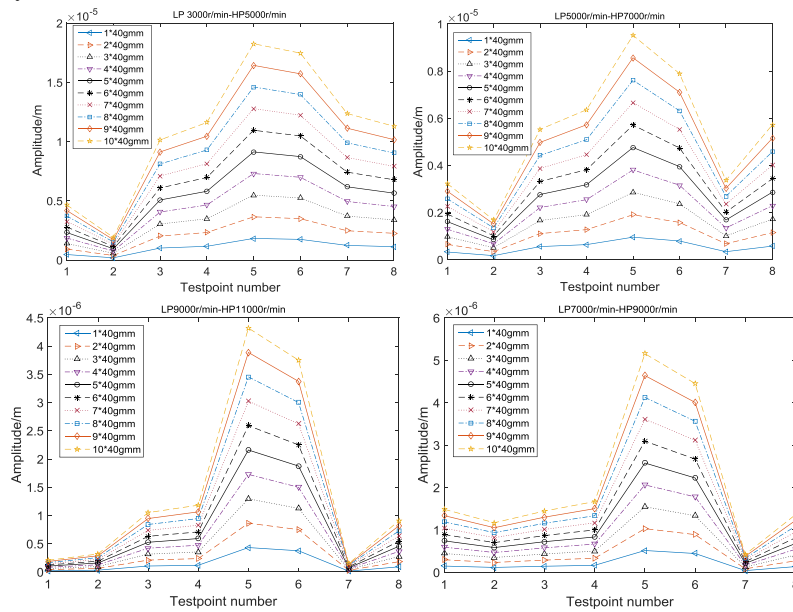 LP 3000r/min-HP5000r/min
×10^-5
2
1.5
1
0.5
0
Amplitude/m
1*40gmm
2*40gmm
3*40gmm
4*40gmm
5*40gmm
6*40gmm
7*40gmm
8*40gmm
9*40gmm
10*40gmm
1 2 3 4 5 6 7 8
Testpoint number
LP5000r/min-HP7000r/min
×10^-5
1
0.8
0.6
0.4
0.2
0
Amplitude/m
1*40gmm
2*40gmm
3*40gmm
4*40gmm
5*40gmm
6*40gmm
7*40gmm
8*40gmm
9*40gmm
10*40gmm
1 2 3 4 5 6 7 8
Testpoint number
LP9000r/min-HP11000r/min
×10^-6
4.5
4
3.5
3
2.5
2
1.5
1
0.5
0
Amplitude/m
1*40gmm
2*40gmm
3*40gmm
4*40gmm
5*40gmm
6*40gmm
7*40gmm
8*40gmm
9*40gmm
10*40gmm
1 2 3 4 5 6 7 8
Testpoint number
LP7000r/min-HP9000r/min
×10^-6
6
5
4
3
2
1
0
Amplitude/m
1*40gmm
2*40gmm
3*40gmm
4*40gmm
5*40gmm
6*40gmm
7*40gmm
8*40gmm
9*40gmm
10*40gmm
1 2 3 4 5 6 7 8
Testpoint number